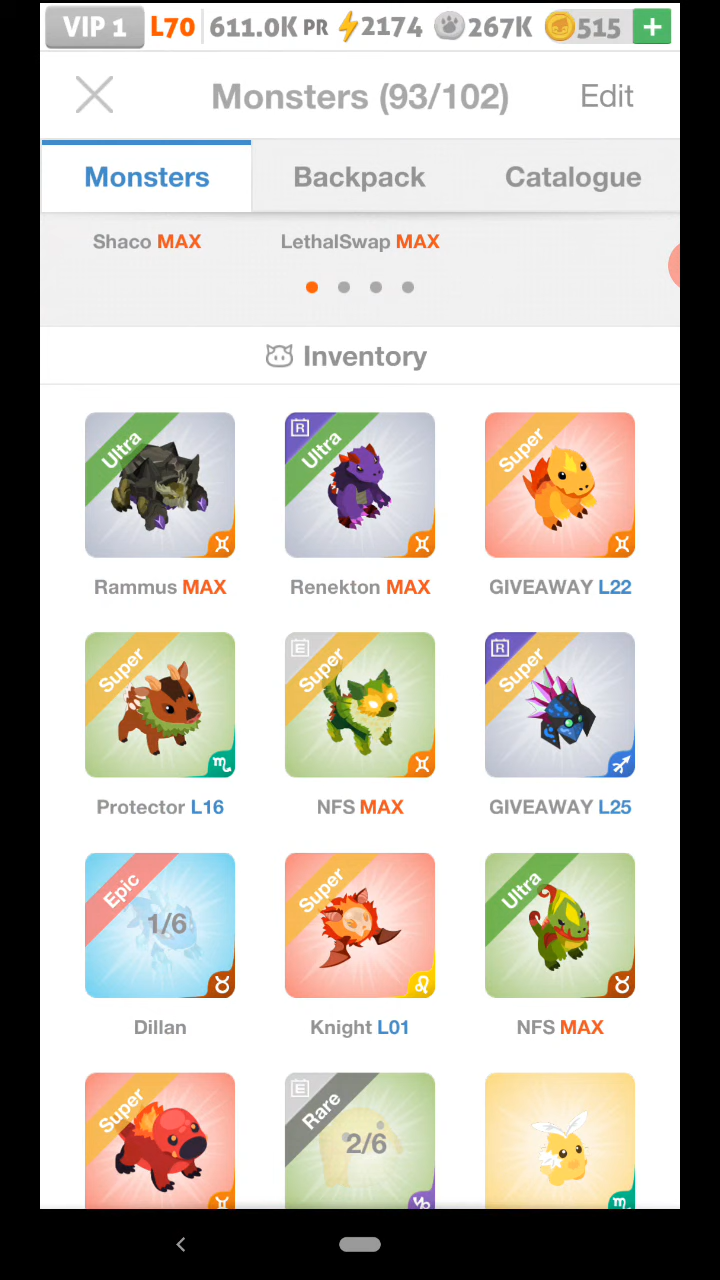 VIP 1 L70 611.0K PR 2174 267K 515 +
Monsters (93/102) Edit
Monsters Backpack Catalogue
Shaco MAX LethalSwap MAX
Inventory
Ultra R Ultra Super
Rammus MAX Renekton MAX GIVEAWAY L22
Super E Super R Super
Protector L16 NFS MAX GIVEAWAY L25
Epic 1/6 Super Ultra
Dillan Knight L01 NFS MAX
Super E Rare 2/6